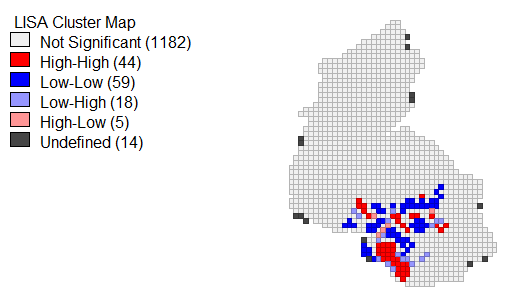 LISA Cluster Map
Not Significant (1182)
High-High (44)
Low-Low (59)
Low-High (18)
High-Low (5)
Undefined (14)